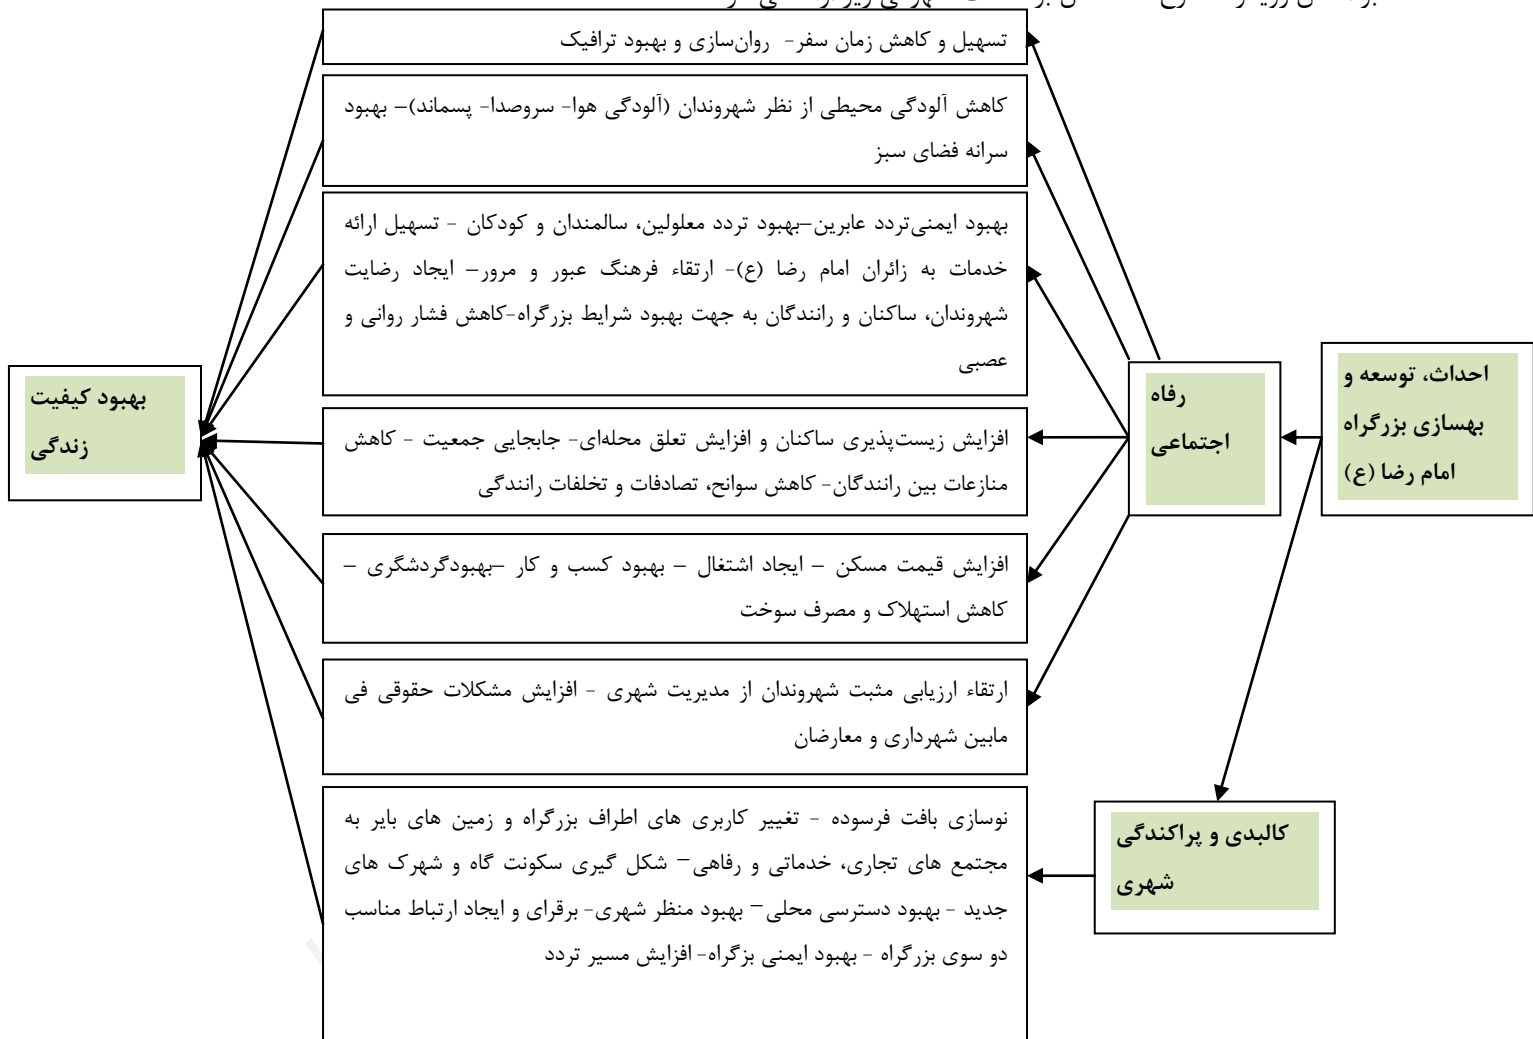 تسهیل و کاهش زمان سفر- روان‌سازی و بهبود ترافیک
کاهش آلودگی محیطی از نظر شهروندان (آلودگی هوا- سروصدا- پسماند)– بهبود
سرانه فضای سبز
بهبود ایمنی‌تردد عابرین–بهبود تردد معلولین، سالمندان و کودکان - تسهیل ارائه
خدمات به زائران امام رضا (ع)- ارتقاء فرهنگ عبور و مرور– ایجاد رضایت
شهروندان، ساکنان و رانندگان به جهت بهبود شرایط بزرگراه-کاهش فشار روانی و
عصبی
احداث، توسعه و
بهسازی بزرگراه
امام رضا (ع)
رفاه
اجتماعی
بهبود کیفیت
زندگی
افزایش زیست‌پذیری ساکنان و افزایش تعلق محله‌ای- جابجایی جمعیت - کاهش
منازعات بین رانندگان- کاهش سوانح، تصادفات و تخلفات رانندگی
افزایش قیمت مسکن – ایجاد اشتغال – بهبود کسب و کار –بهبودگردشگری –
کاهش استهلاک و مصرف سوخت
ارتقاء ارزیابی مثبت شهروندان از مدیریت شهری - افزایش مشکلات حقوقی فی
مابین شهرداری و معارضان
کالبدی و پراکندگی
شهری
نوسازی بافت فرسوده - تغییر کاربری های اطراف بزرگراه و زمین های بایر به
مجتمع های تجاری، خدماتی و رفاهی– شکل گیری سکونت گاه و شهرک های
جدید - بهبود دسترسی محلی– بهبود منظر شهری- برقرای و ایجاد ارتباط مناسب
دو سوی بزرگراه - بهبود ایمنی بزگراه- افزایش مسیر تردد